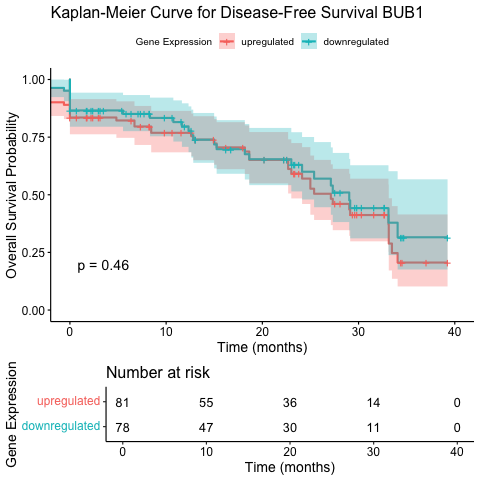 Kaplan-Meier Curve for Disease-Free Survival BUB1
Gene Expression upregulated downregulated
Overall Survival Probability
1.00
0.75
0.50
0.25
0.00
p = 0.46
0 10 20 30 40
Time (months)
Number at risk
Gene Expression
upregulated 81 55 36 14 0
downregulated 78 47 30 11 0
0 10 20 30 40
Time (months)